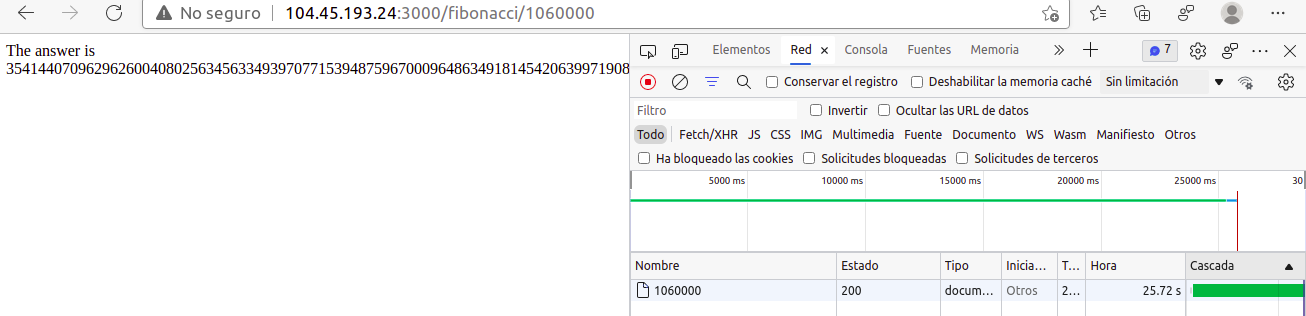 No seguro 104.45.193.24:3000/fibonacci/1060000
The answer is
354144070962962600408025634563349397077153948759670009648634918145420639971908
Elementos Red Consola Fuentes Memoria 7
Conservar el registro Deshabilitar la memoria caché Sin limitación
Filtro Invertir Ocultar las URL de datos
Todo Fetch/XHR JS CSS IMG Multimedia Fuente Documento WS Wasm Manifiesto Otros
Ha bloqueado las cookies Solicitudes bloqueadas Solicitudes de terceros
5000 ms 10000 ms 15000 ms 20000 ms 25000 ms 30
Nombre Estado Tipo Inicia... T... Hora Cascada
1060000 200 docum... Otros 2... 25.72 s